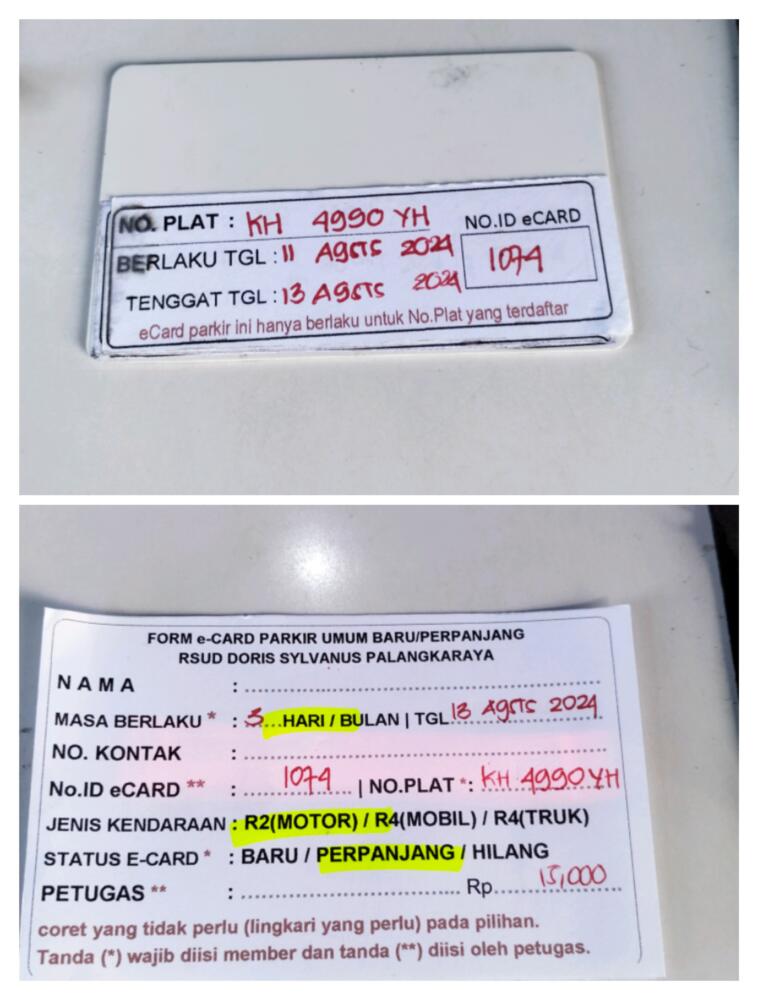 NO. PLAT : KH 4990 YH
BERLAKU TGL : 11 AGSTS 2024
TENGGAT TGL : 13 AGSTS 2024
NO.ID eCARD
1074
eCard parkir ini hanya berlaku untuk No.Plat yang terdaftar
FORM e-CARD PARKIR UMUM BARU/PERPANJANG
RSUD DORIS SYLVANUS PALANGKARAYA
N A M A :
MASA BERLAKU * : 3...HARI / BULAN | TGL 13 AGSTS 2024
NO. KONTAK :
No.ID eCARD ** : 1074 | NO.PLAT *: KH 4990 YH
JENIS KENDARAAN : R2(MOTOR) / R4(MOBIL) / R4(TRUK)
STATUS E-CARD * : BARU / PERPANJANG / HILANG
PETUGAS ** : Rp. 15,000
coret yang tidak perlu (lingkari yang perlu) pada pilihan.
Tanda (*) wajib diisi member dan tanda (**) diisi oleh petugas.